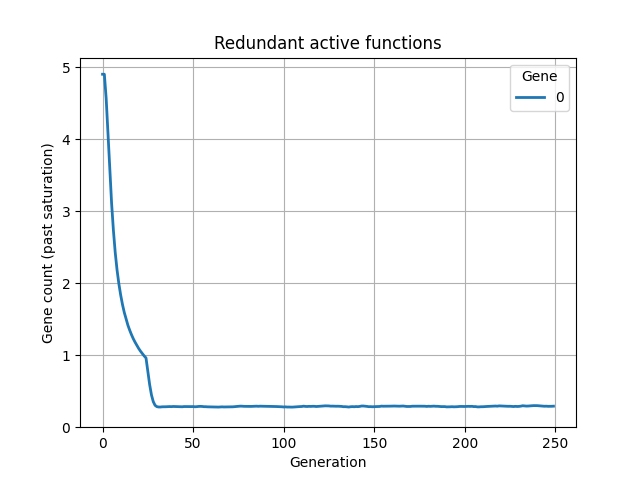 Redundant active functions
Gene
0
Gene count (past saturation)
5
4
3
2
1
0
0 50 100 150 200 250
Generation